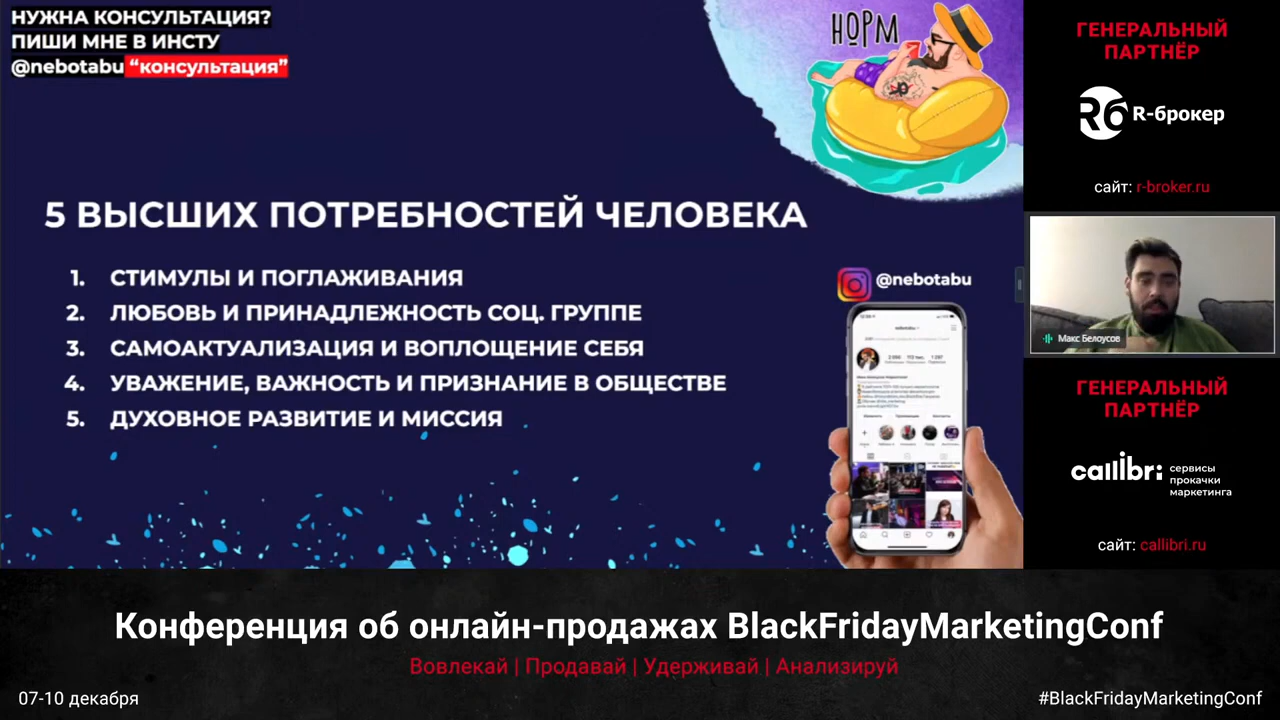 НУЖНА КОНСУЛЬТАЦИЯ?
ПИШИ МНЕ В ИНСТУ
@nebotabu “консультация”
НОРМ
5 ВЫСШИХ ПОТРЕБНОСТЕЙ ЧЕЛОВЕКА
1. СТИМУЛЫ И ПОГЛАЖИВАНИЯ
2. ЛЮБОВЬ И ПРИНАДЛЕЖНОСТЬ СОЦ. ГРУППЕ
3. САМОАКТУАЛИЗАЦИЯ И ВОПЛОЩЕНИЕ СЕБЯ
4. УВАЖЕНИЕ, ВАЖНОСТЬ И ПРИЗНАНИЕ В ОБЩЕСТВЕ
5. ДУХОВНОЕ РАЗВИТИЕ И МИССИЯ
@nebotabu
ГЕНЕРАЛЬНЫЙ
ПАРТНЁР
R-брокер
сайт: r-broker.ru
Макс Белоусов
ГЕНЕРАЛЬНЫЙ
ПАРТНЁР
callibri
сервисы
прокачки
маркетинга
сайт: callibri.ru
Конференция об онлайн-продажах BlackFridayMarketingConf
Вовлекай | Продавай | Удерживай | Анализируй
07-10 декабря
#BlackFridayMarketingConf